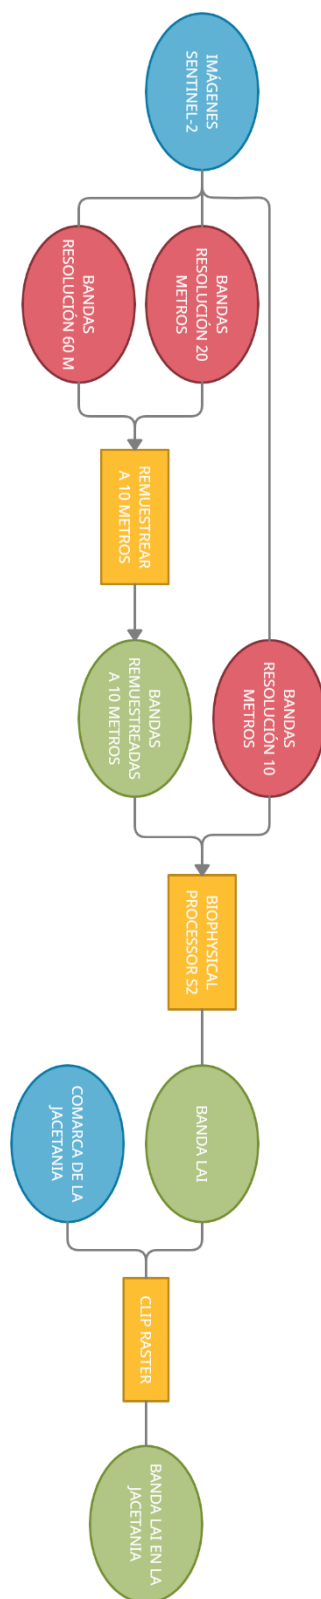 IMÁGENES
SENTINEL-2
BANDAS
RESOLUCIÓN 10
METROS
BANDAS
RESOLUCIÓN 20
METROS
BANDAS
RESOLUCIÓN 60 M
REMUESTREAR
A 10 METROS
BANDAS
REMUESTREADAS
A 10 METROS
BIOPHYSICAL
PROCESSOR S2
BANDA LAI
COMARCA DE LA
JACETANIA
CLIP RASTER
BANDA LAI EN LA
JACETANIA